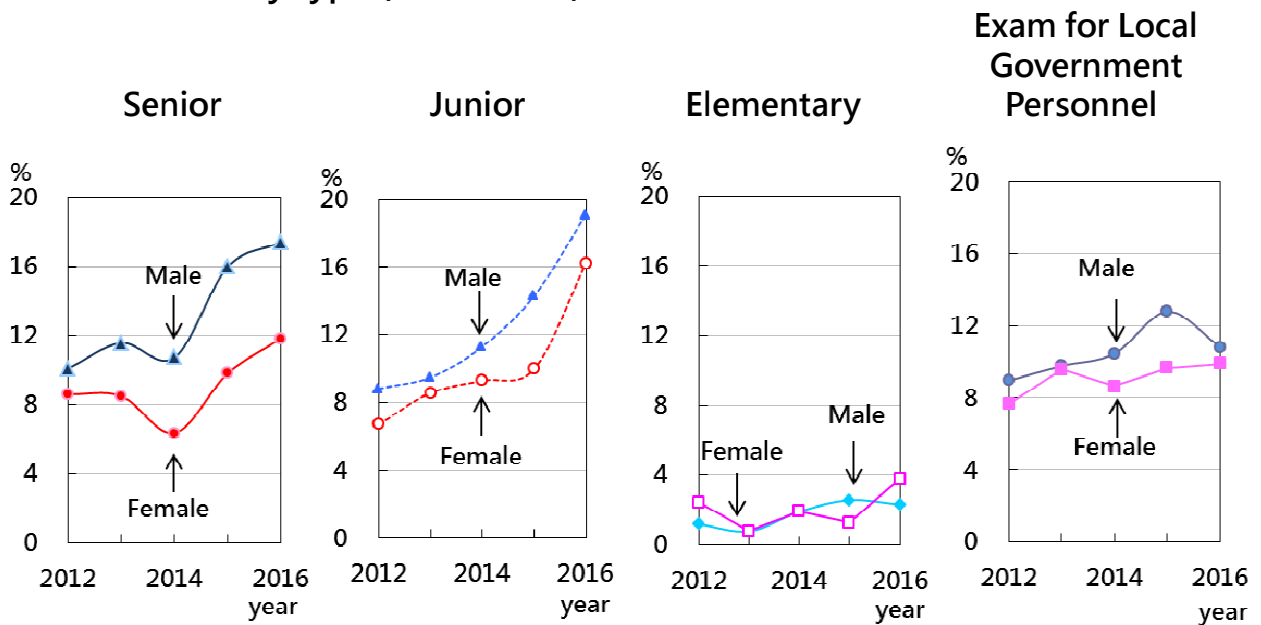 Exam for Local
Government
Personnel
Senior
Junior
Elementary
%
20
16
12
8
4
0
Male
Female
2012
2014
2016
year
%
20
16
12
8
4
0
Male
Female
2012
2014
2016
year
%
20
16
12
8
4
0
Female
Male
2012
2014
2016
year
%
20
16
12
8
4
0
Male
Female
2012
2014
2016
year